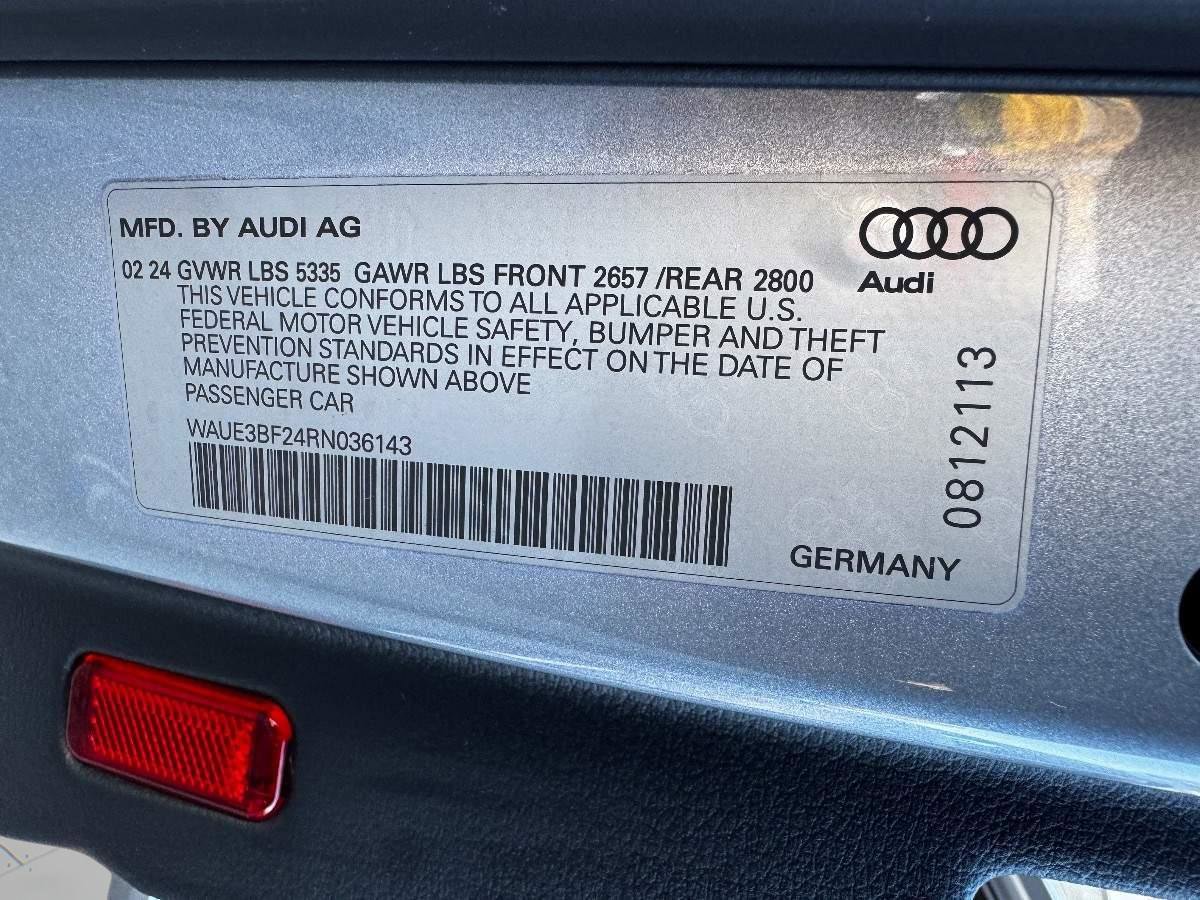 MFD. BY AUDI AG
Audi
02 24 GVWR LBS 5335 GAWR LBS FRONT 2657 /REAR 2800
THIS VEHICLE CONFORMS TO ALL APPLICABLE U.S.
FEDERAL MOTOR VEHICLE SAFETY, BUMPER AND THEFT
PREVENTION STANDARDS IN EFFECT ON THE DATE OF
MANUFACTURE SHOWN ABOVE
PASSENGER CAR
WAUE3BF24RN036143
0812113
GERMANY